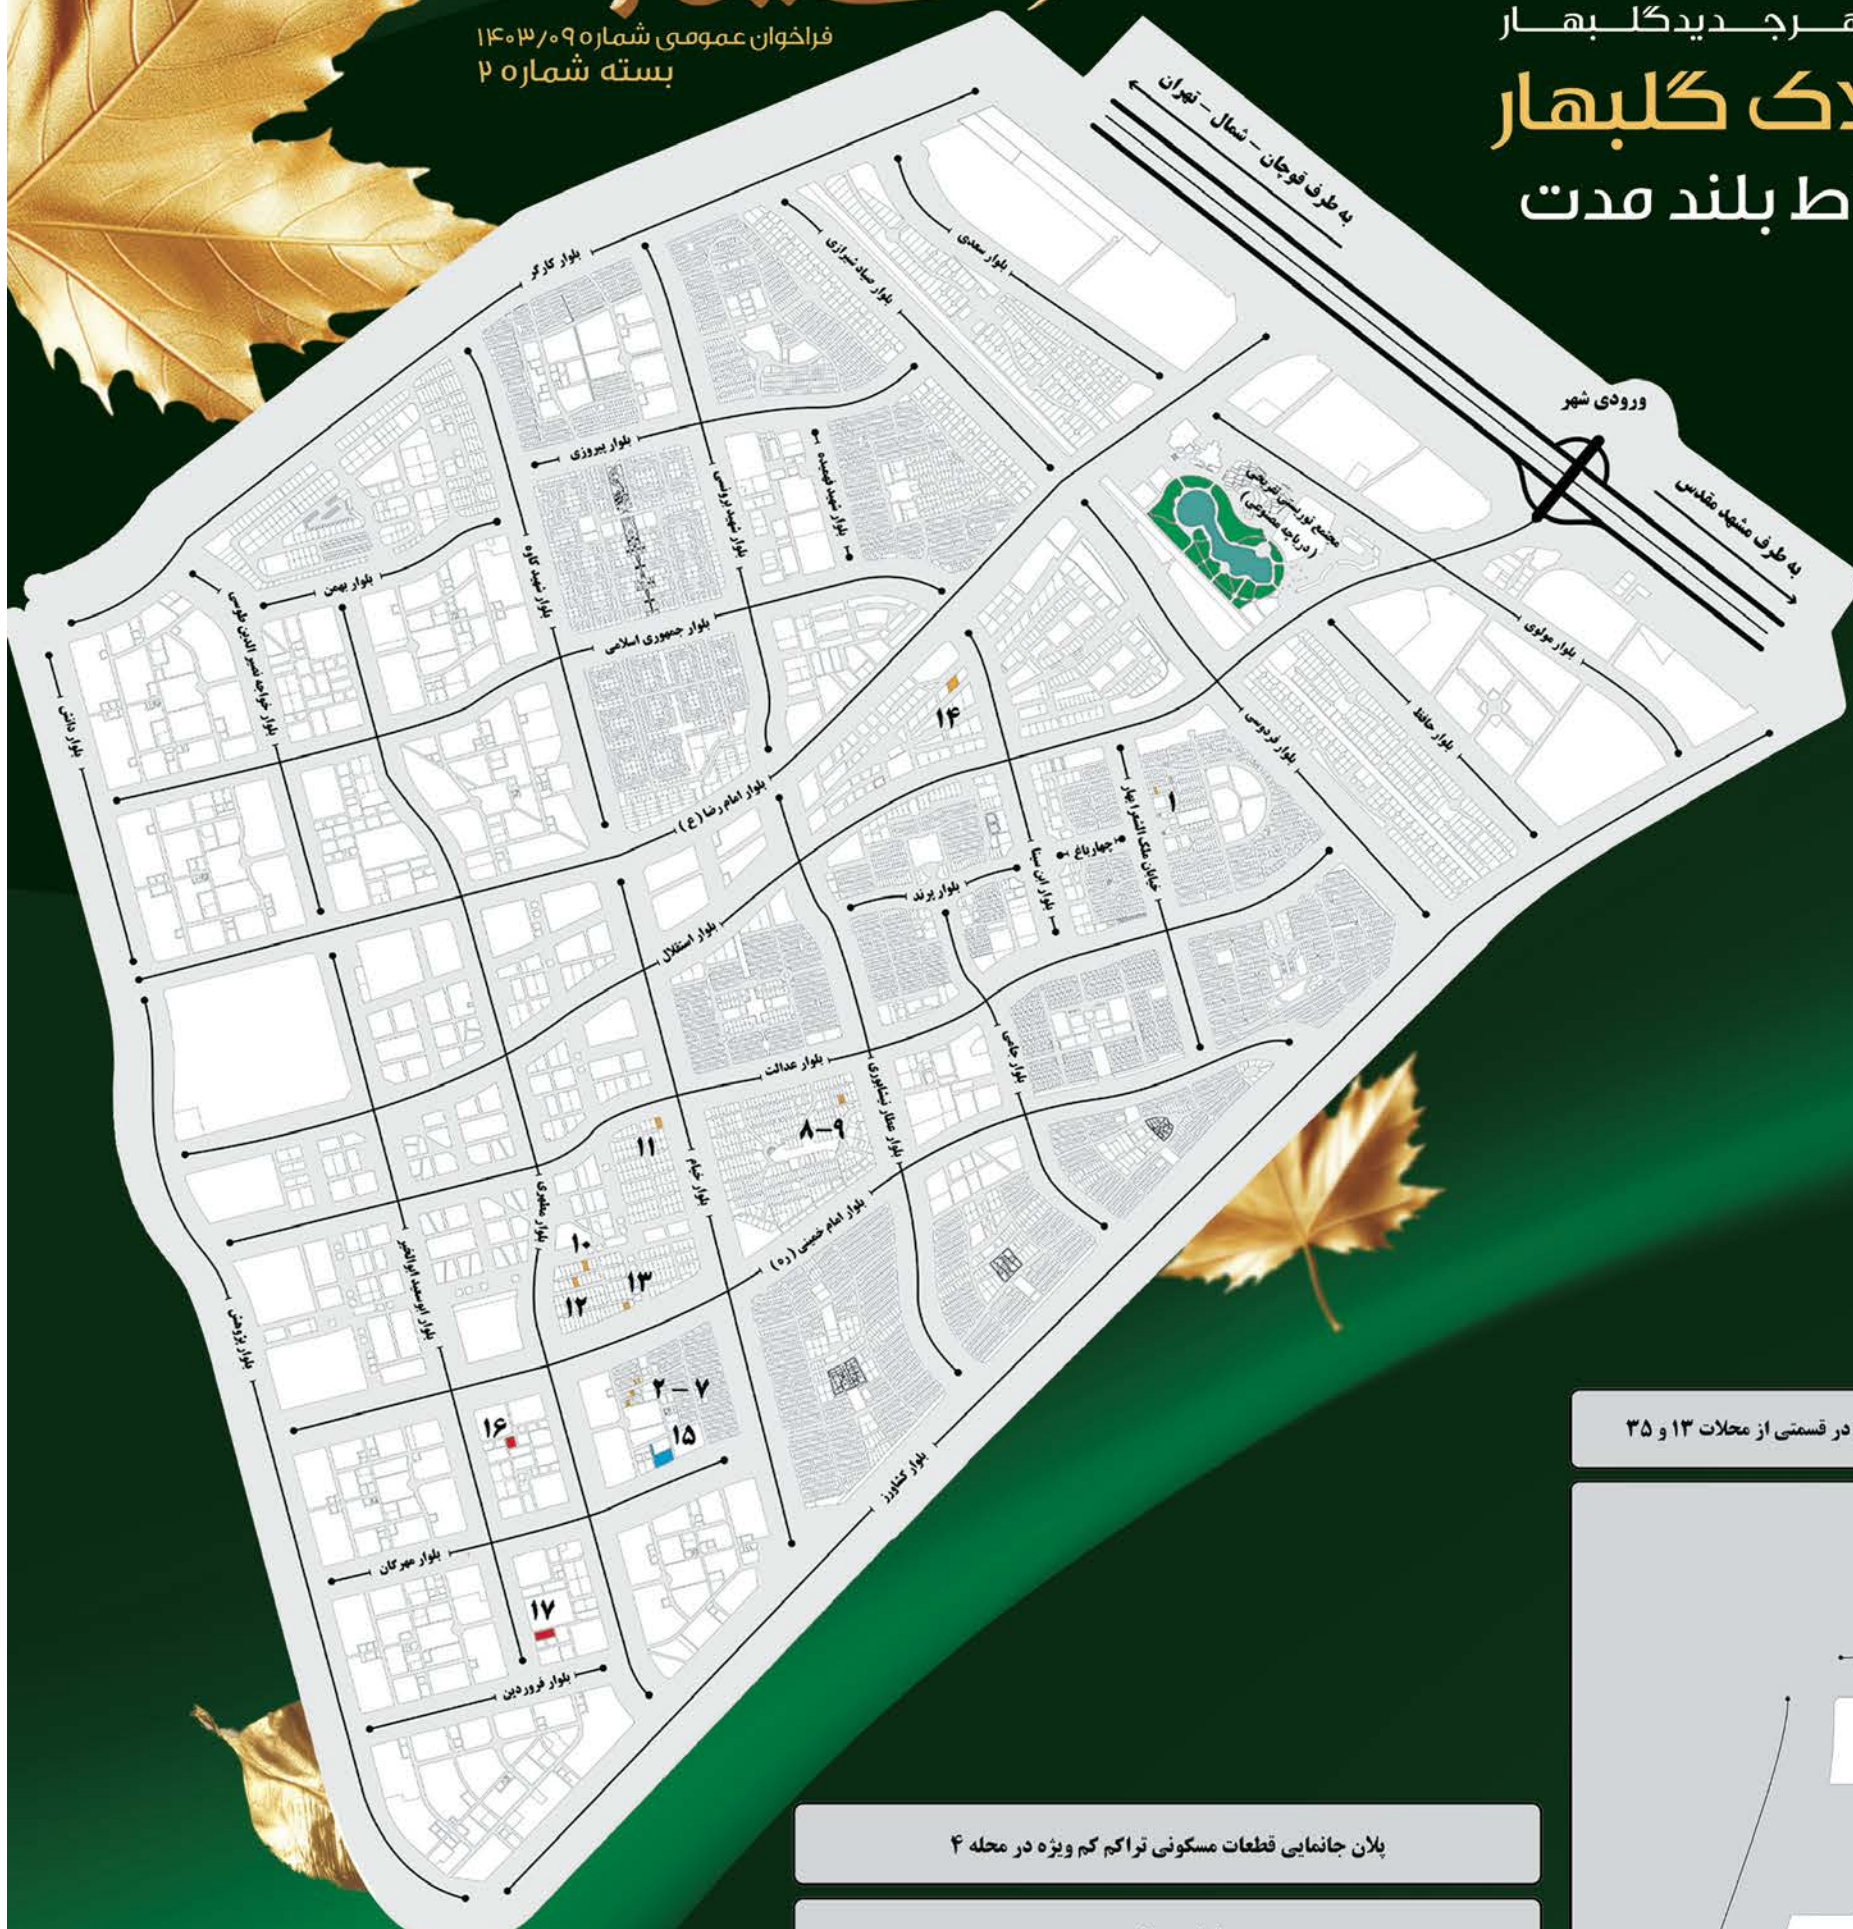 فراخوان عمومی شماره ۱۴۰۳/۰۹
بسته شماره ۲
گلبهار
ط بلند مدت
به طرف قوچان - شمال - تهران
ورودی شهر
به طرف مشهد مقدس
مجتمع توریستی تفریحی
(دریاچه مصنوعی)
بلوار کارگر
بلوار صیاد شیرازی
بلوار سعدی
بلوار پیروزی
بلوار شهید برونسی
بلوار شهید فهمیده
بلوار بهمن
بلوار شهید کاوه
بلوار خواجه نصیر الدین طوسی
بلوار جمهوری اسلامی
بلوار دانش
بلوار مولوی
بلوار حافظ
بلوار فردوسی
۱۴
۱
بلوار امام رضا (ع)
خیابان ملک الشعرا بهار
چهارباغ
بلوار ابن سینا
بلوار پرند
بلوار استقلال
بلوار جامی
بلوار عدالت
بلوار عطار نیشابوری
۸-۹
۱۱
بلوار خیام
بلوار مطهری
بلوار امام خمینی (ره)
۱۰
۱۳
۱۲
بلوار ابوسعید ابوالخیر
بلوار پژوهش
۲ - ۷
۱۵
۱۶
بلوار کشاورز
بلوار مهرگان
۱۷
بلوار فروردین
در قسمتی از محلات ۱۳ و ۳۵
پلان جانمایی قطعات مسکونی تراکم کم ویژه در محله ۴